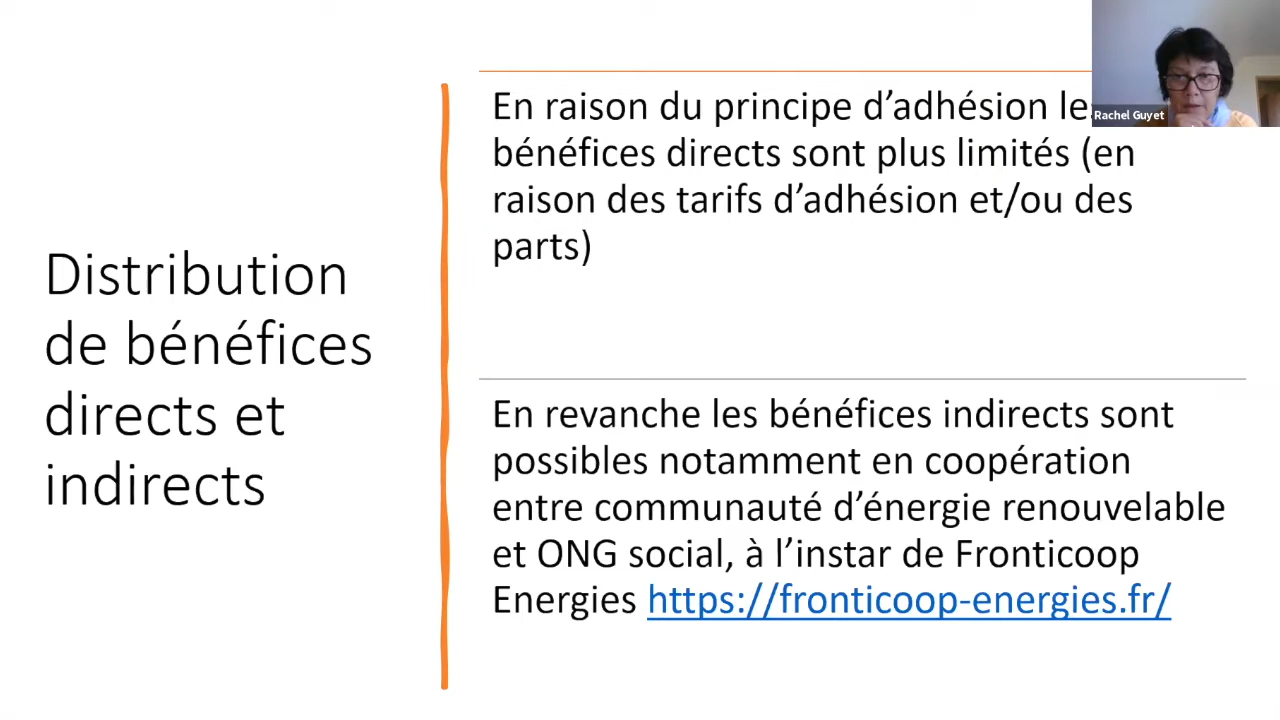 Distribution
de bénéfices
directs et
indirects
En raison du principe d’adhésion
bénéfices directs sont plus limités (en
raison des tarifs d’adhésion et/ou des
parts)
En revanche les bénéfices indirects sont
possibles notamment en coopération
entre communauté d’énergie renouvelable
et ONG social, à l’instar de Fronticoop
Energies https://fronticoop-energies.fr/
Rachel Guyet